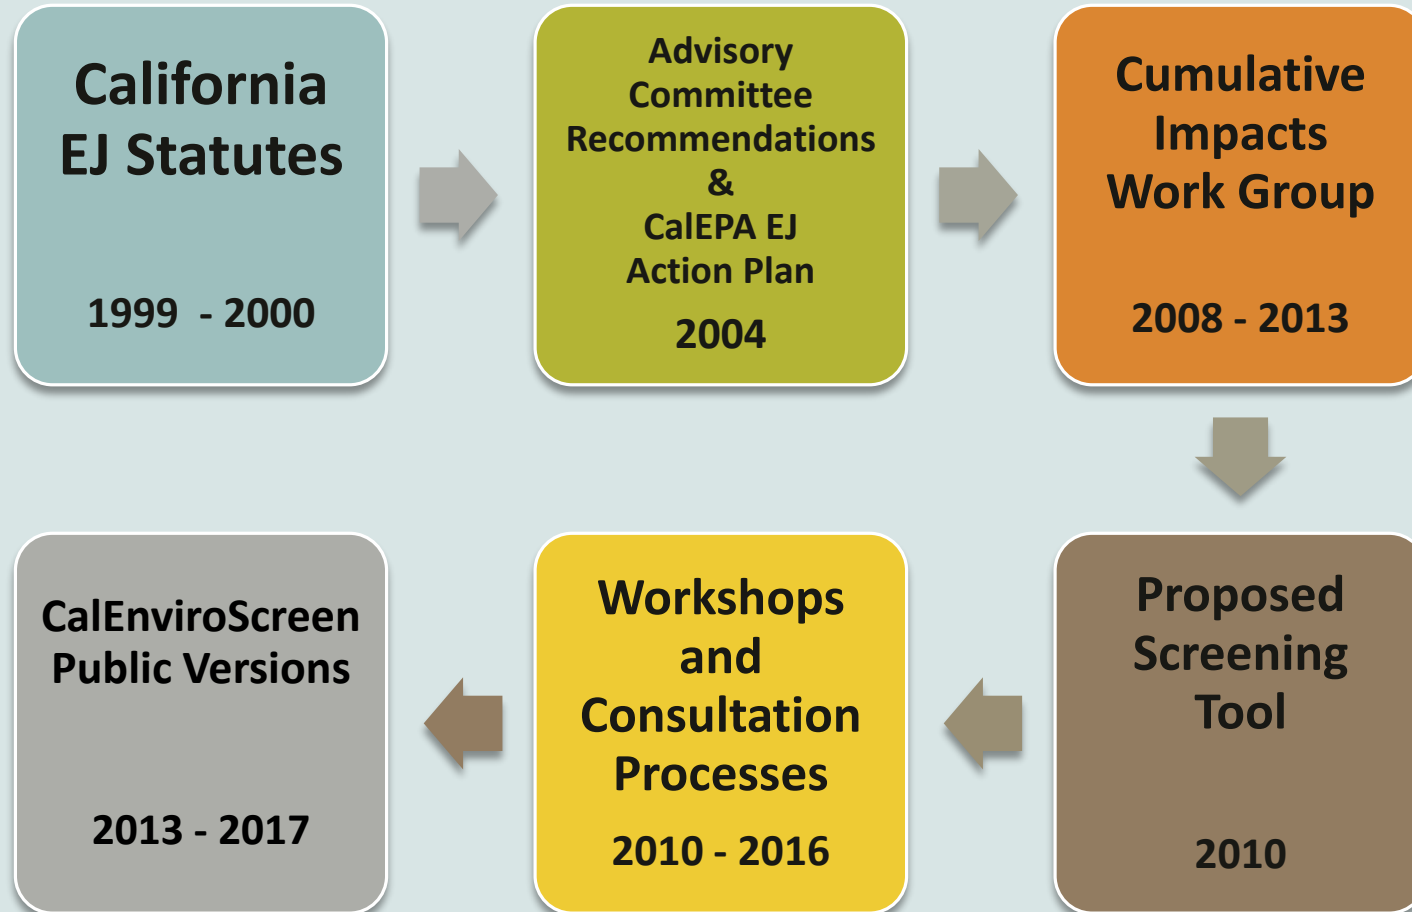 California
EJ Statutes
1999  - 2000
Advisory
Committee
Recommendations
&
CalEPA EJ
Action Plan
2004
Cumulative
Impacts
Work Group
2008 - 2013
Proposed
Screening
Tool
2010
Workshops
and
Consultation
Processes
2010 - 2016
CalEnviroScreen
Public Versions
2013 - 2017